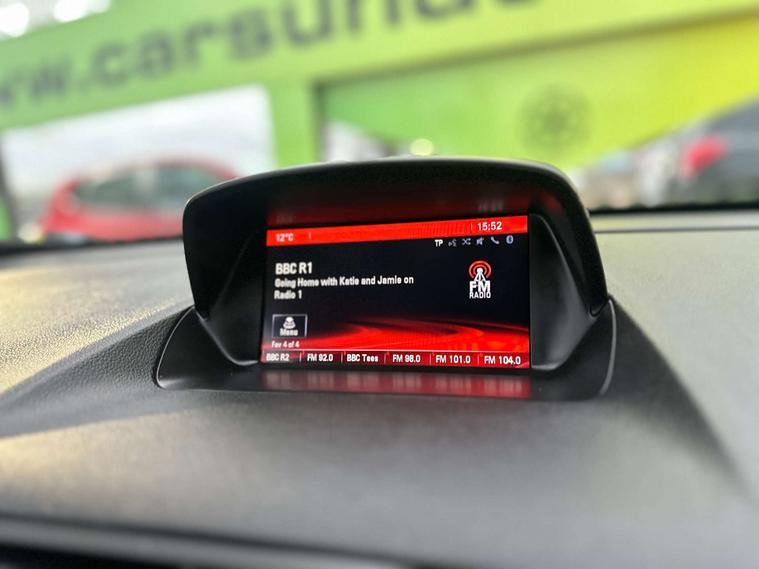 www.carsund
12°C
15:52
TP
BBC R1
Going Home with Katie and Jamie on
Radio 1
FM
RADIO
Menu
Fav 4 of 4
BBC R2 FM 92.0 BBC Tees FM 98.0 FM 101.0 FM 104.0